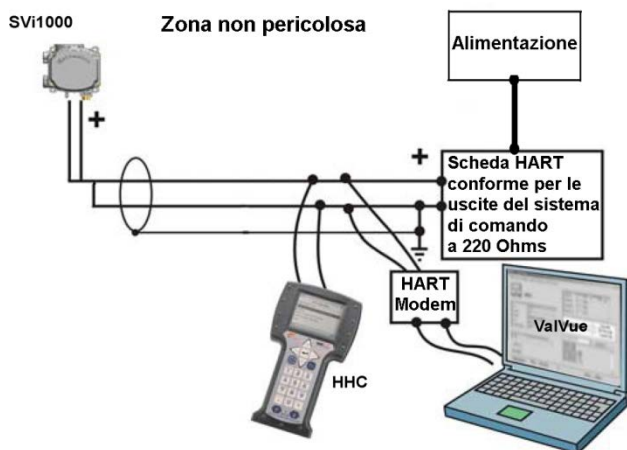 SVi1000
Zona non pericolosa
Alimentazione
+
+
Scheda HART
conforme per le
uscite del sistema
di comando
a 220 Ohms
HART
Modem
ValVue
HHC